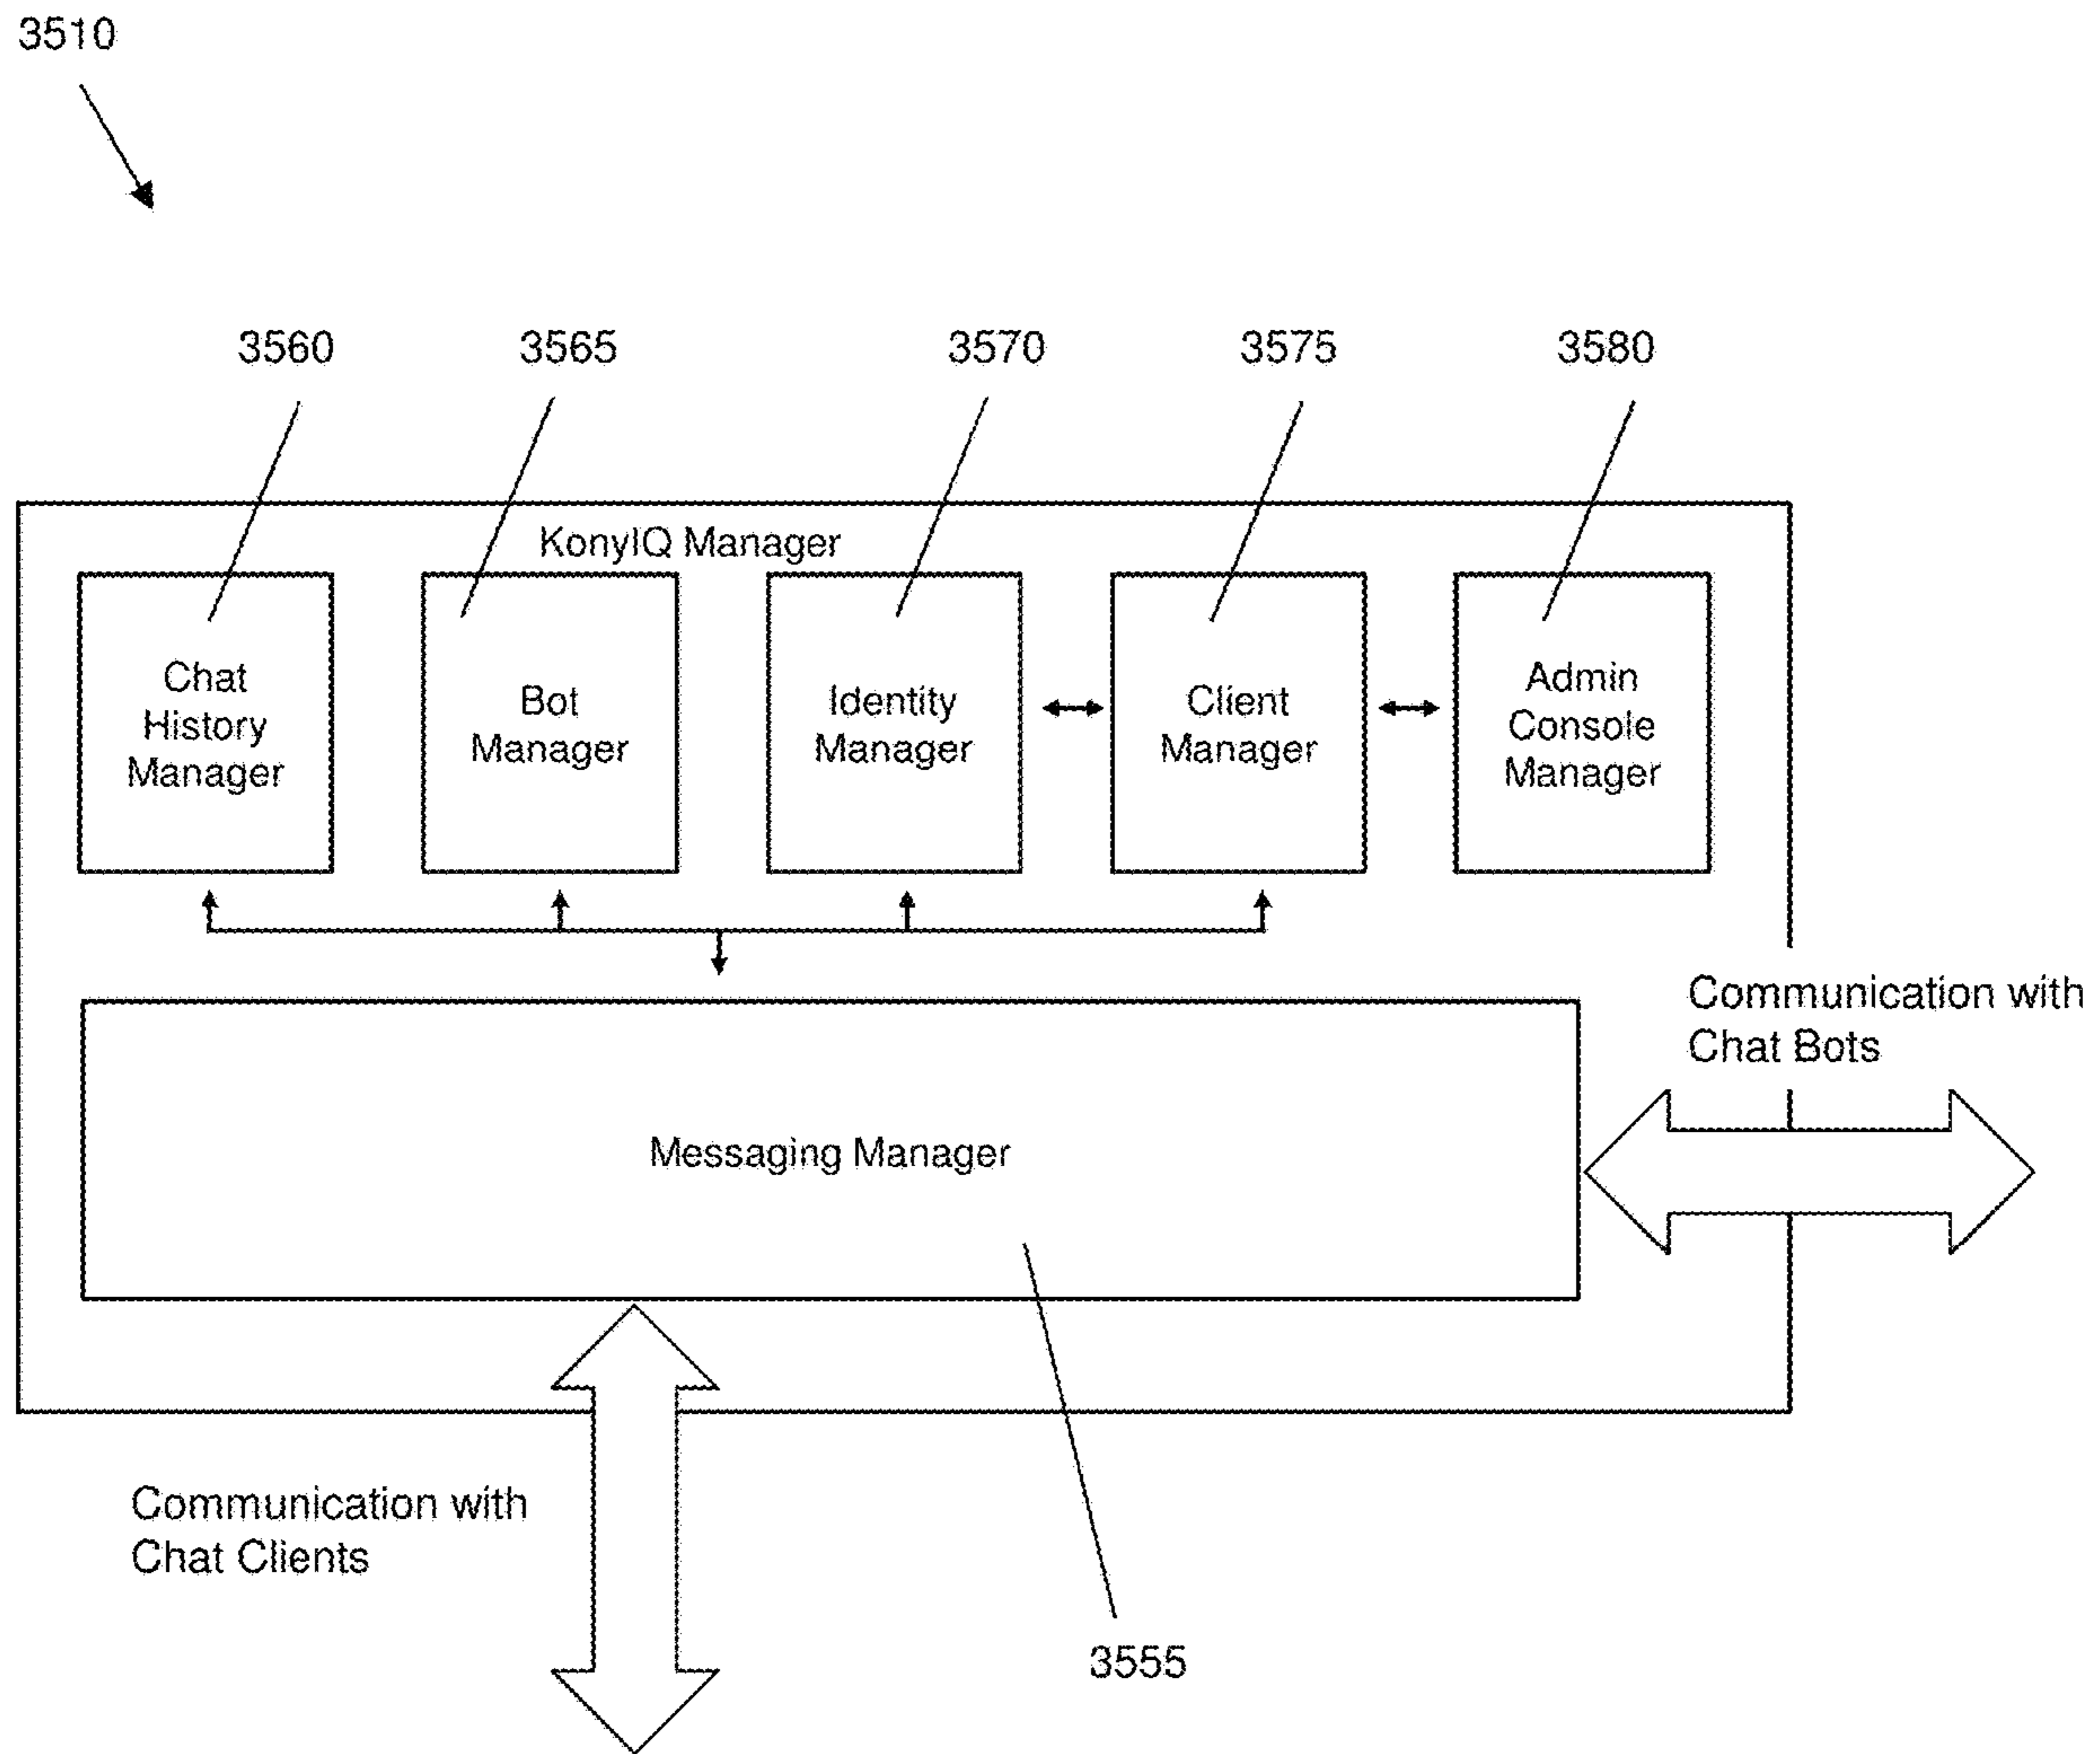 3510
3560
3565
3570
3575
3580
KonyIQ Manager
Chat
History
Manager
Bot
Manager
Identity
Manager
Client
Manager
Admin
Console
Manager
Communication with
Chat Bots
Messaging Manager
Communication with
Chat Clients
3555